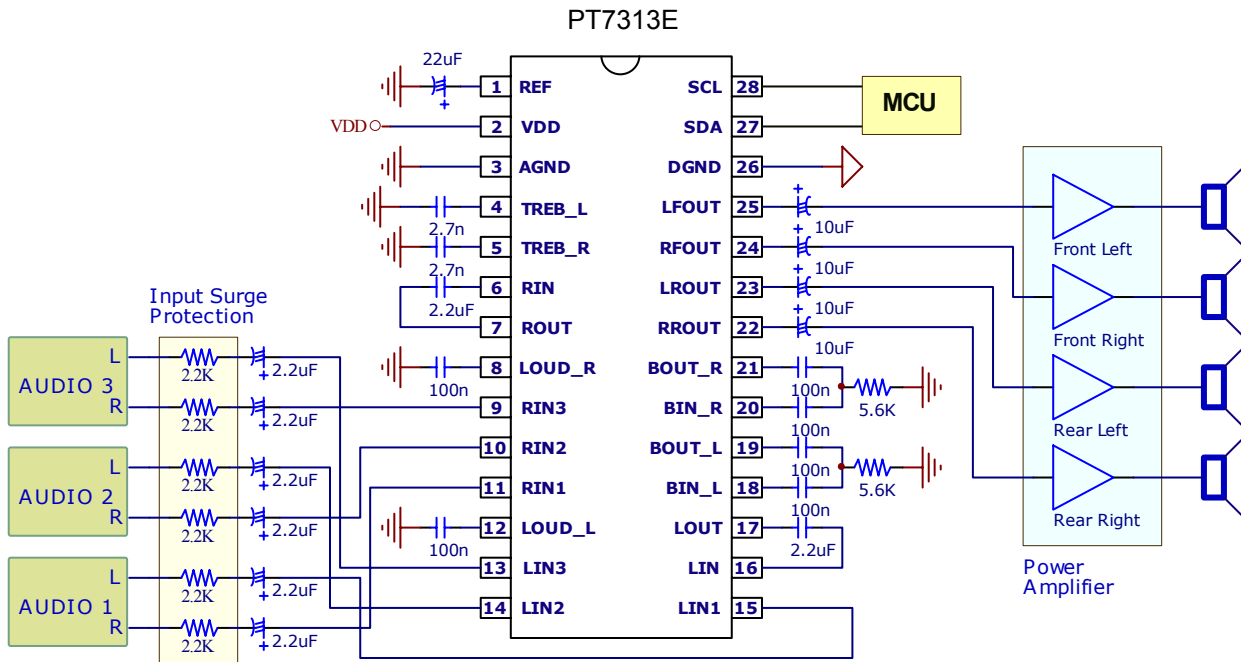 PT7313E
22uF
+
1 REF
VDD
2 VDD
3 AGND
4 TREB_L
2.7n
5 TREB_R
2.7n
6 RIN
2.2uF
7 ROUT
8 LOUD_R
100n
9 RIN3
10 RIN2
11 RIN1
12 LOUD_L
100n
13 LIN3
14 LIN2
SCL 28
SDA 27
MCU
DGND 26
LFOUT 25
+
10uF
RFOUT 24
+
10uF
LROUT 23
+
10uF
RROUT 22
+
10uF
BOUT_R 21
100n
BIN_R 20
100n
5.6K
BOUT_L 19
100n
BIN_L 18
100n
5.6K
LOUT 17
2.2uF
LIN 16
LIN1 15
Input Surge
Protection
AUDIO 3
L
2.2K
+
2.2uF
R
2.2K
+
2.2uF
AUDIO 2
L
2.2K
+
2.2uF
R
2.2K
+
2.2uF
AUDIO 1
L
2.2K
+
2.2uF
R
2.2K
+
2.2uF
Front Left
Front Right
Rear Left
Rear Right
Power
Amplifier